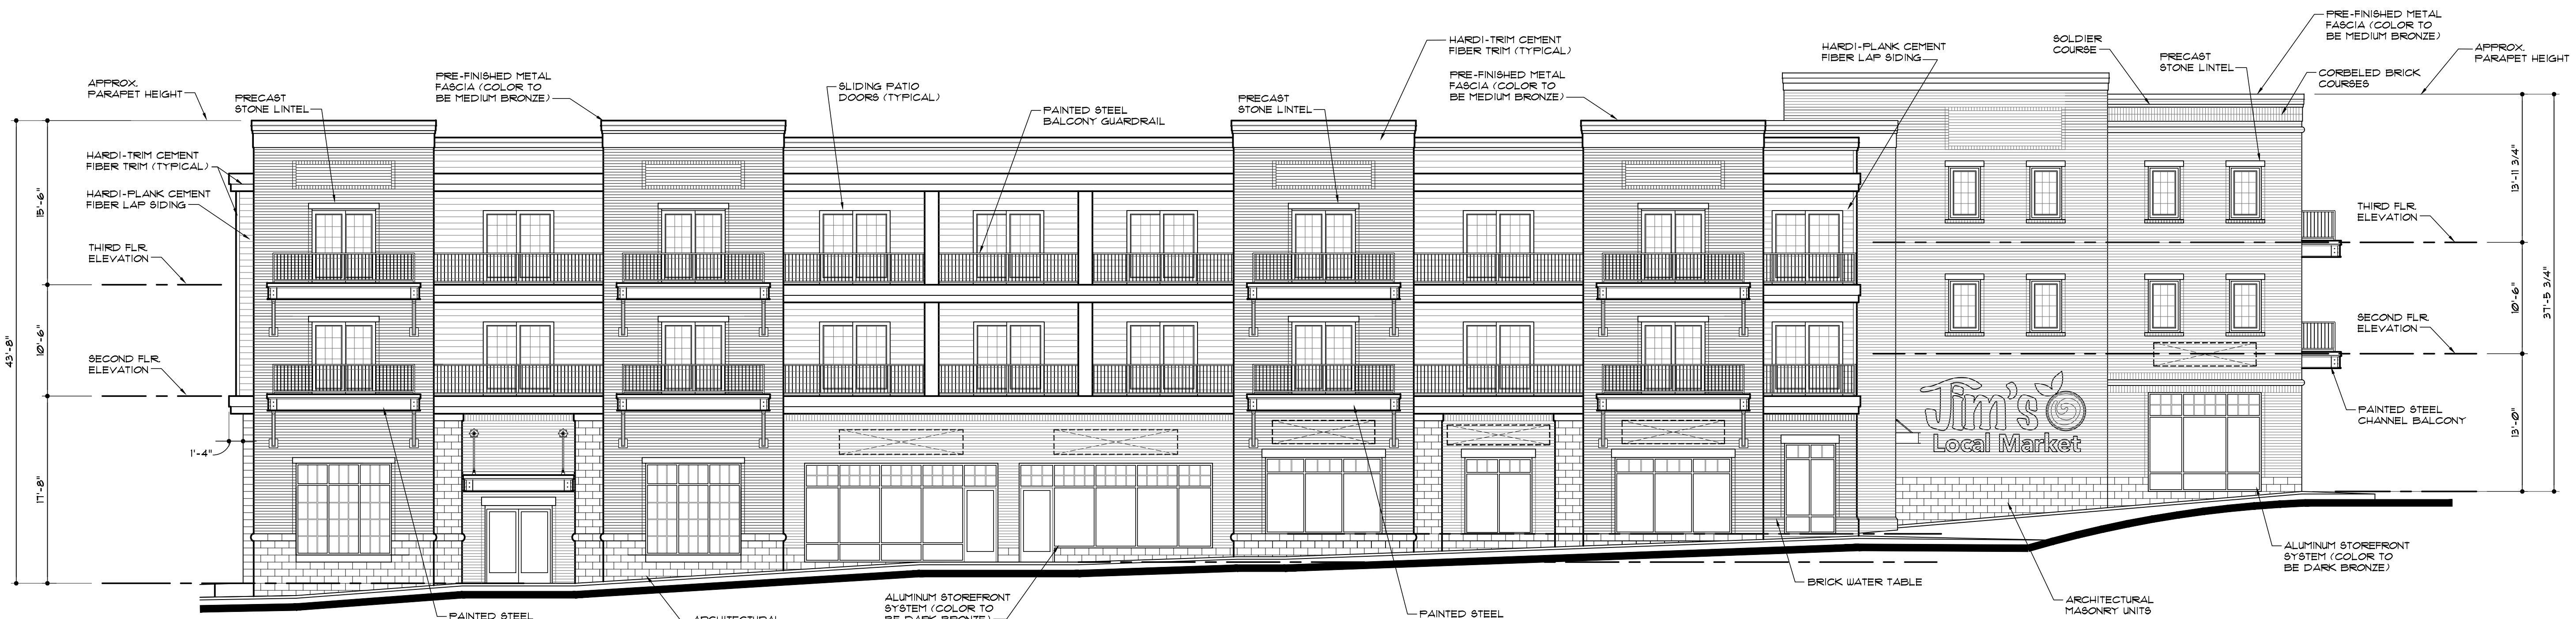 PRE-FINISHED METAL
FASCIA (COLOR TO
BE MEDIUM BRONZE)
HARDI-TRIM CEMENT
FIBER TRIM (TYPICAL)
SOLDIER
COURSE
HARDI-PLANK CEMENT
FIBER LAP SIDING
APPROX.
PARAPET HEIGHT
PRECAST
STONE LINTEL
CORBELED BRICK
COURSES
PRE-FINISHED METAL
FASCIA (COLOR TO
BE MEDIUM BRONZE)
PRE-FINISHED METAL
FASCIA (COLOR TO
BE MEDIUM BRONZE)
APPROX.
PARAPET HEIGHT
SLIDING PATIO
DOORS (TYPICAL)
PRECAST
STONE LINTEL
PRECAST
STONE LINTEL
PAINTED STEEL
BALCONY GUARDRAIL
HARDI-TRIM CEMENT
FIBER TRIM (TYPICAL)
HARDI-PLANK CEMENT
FIBER LAP SIDING
15'-6"
13'-11 3/4"
THIRD FLR.
ELEVATION
THIRD FLR.
ELEVATION
43'-8"
10'-6"
10'-6"
37'-5 3/4"
SECOND FLR.
ELEVATION
SECOND FLR.
ELEVATION
Jim's
Local Market
PAINTED STEEL
CHANNEL BALCONY
13'-0"
1'-4"
17'-8"
ALUMINUM STOREFRONT
SYSTEM (COLOR TO
BE DARK BRONZE)
BRICK WATER TABLE
ARCHITECTURAL
MASONRY UNITS
ALUMINUM STOREFRONT
SYSTEM (COLOR TO
BE DARK BRONZE)
PAINTED STEEL
ARCHITECTURAL
PAINTED STEEL